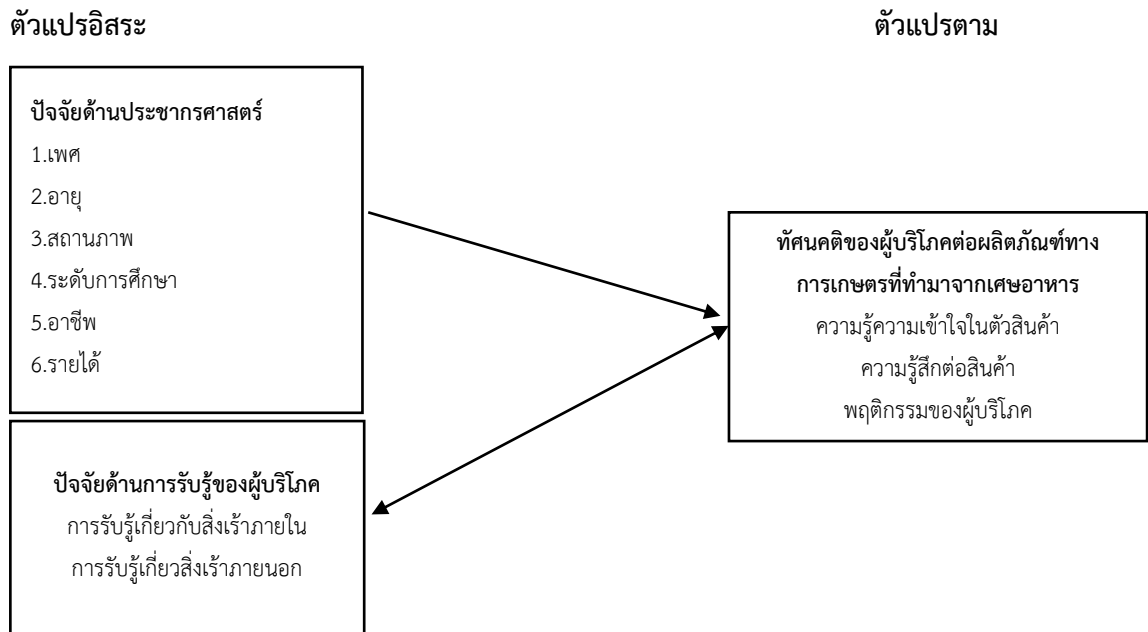 ตัวแปรอิสระ
ตัวแปรตาม
ปัจจัยด้านประชากรศาสตร์
1.เพศ
2.อายุ
3.สถานภาพ
4.ระดับการศึกษา
5.อาชีพ
6.รายได้
ปัจจัยด้านการรับรู้ของผู้บริโภค
การรับรู้เกี่ยวกับสิ่งเร้าภายใน
การรับรู้เกี่ยวสิ่งเร้าภายนอก
ทัศนคติของผู้บริโภคต่อผลิตภัณฑ์ทาง
การเกษตรที่ทำมาจากเศษอาหาร
ความรู้ความเข้าใจในตัวสินค้า
ความรู้สึกต่อสินค้า
พฤติกรรมของผู้บริโภค